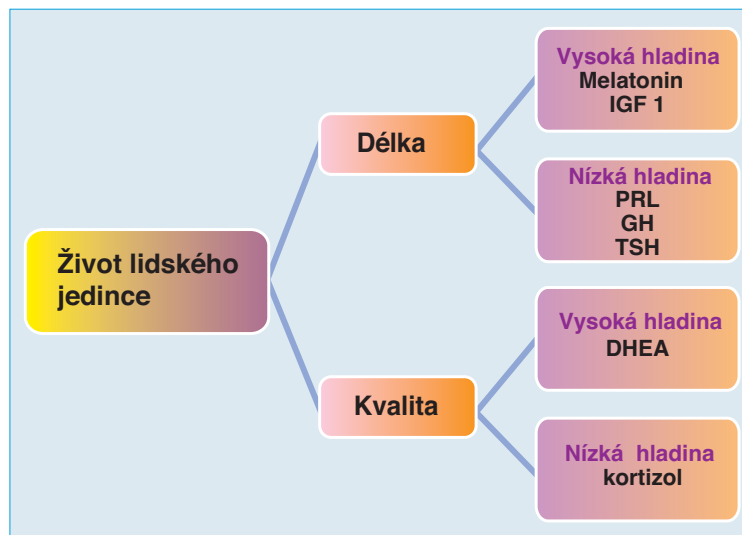 Život lidského
jedince
Délka
Vysoká hladina
Melatonin
IGF 1
Nízká hladina
PRL
GH
TSH
Kvalita
Vysoká hladina
DHEA
Nízká hladina
kortizol